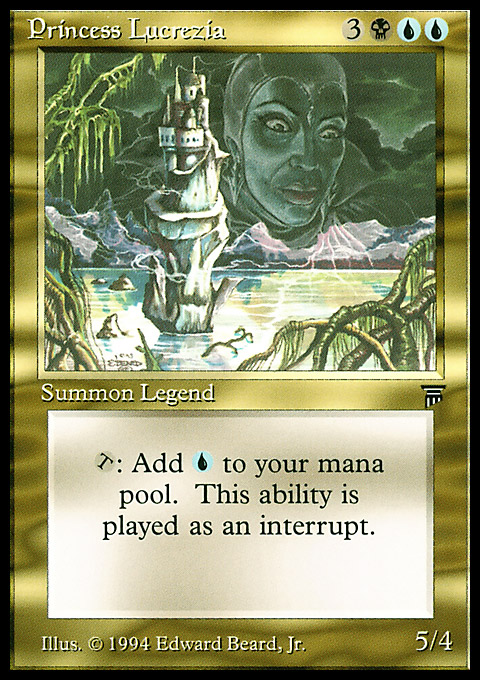 Princess Lucrezia 3
Summon Legend
T: Add to your mana
pool. This ability is
played as an interrupt.
Illus. © 1994 Edward Beard, Jr. 5/4